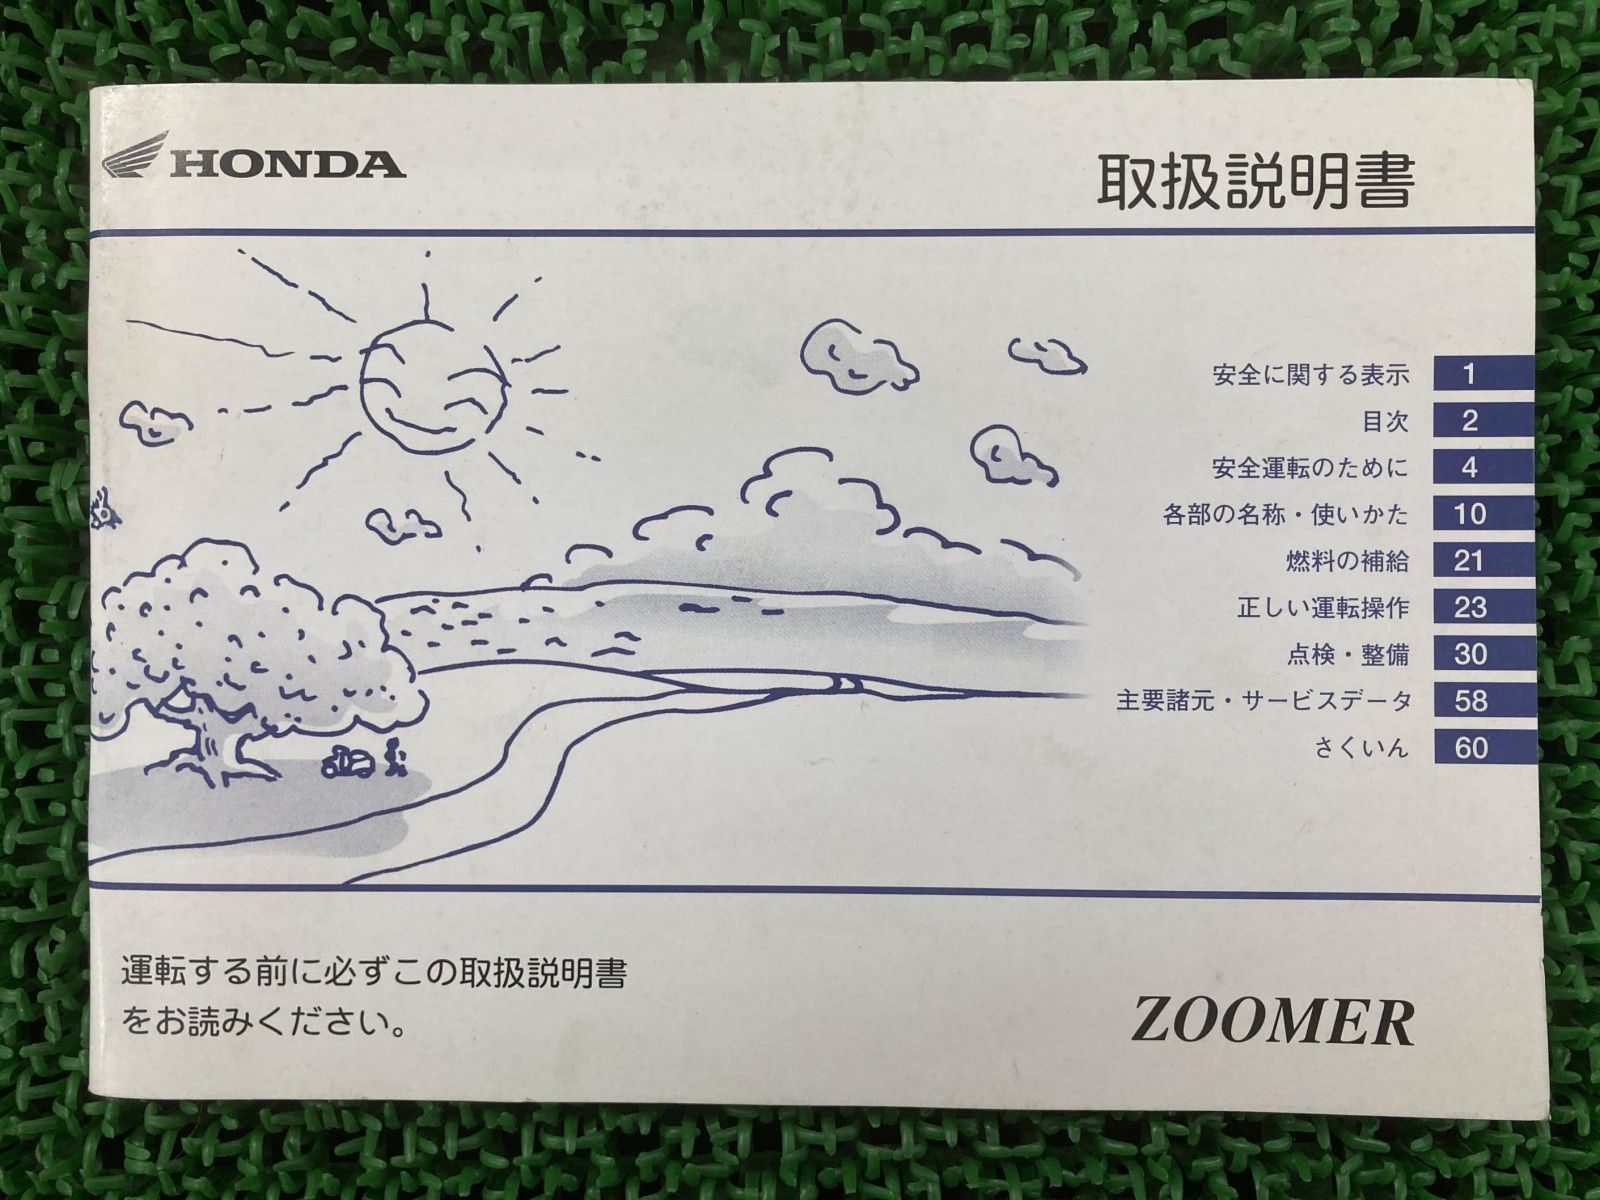 HONDA
取扱説明書
安全に関する表示 1
目次 2
安全運転のために 4
各部の名称・使いかた 10
燃料の補給 21
正しい運転操作 23
点検・整備 30
主要諸元・サービスデータ 58
さくいん 60
運転する前に必ずこの取扱説明書
をお読みください。
ZOOMER